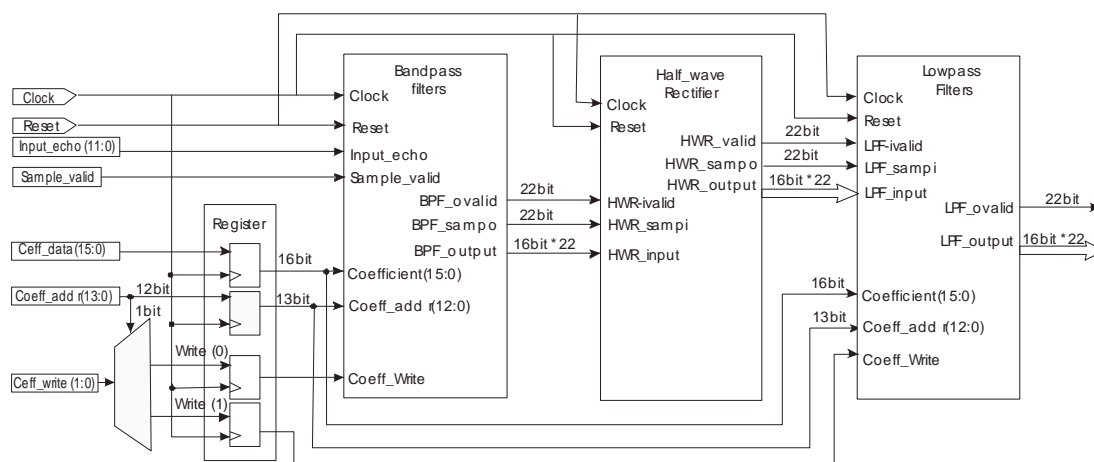 Clock
Reset
Input_echo (11:0)
Sample_valid
Ceff_data(15:0)
Coeff_add r(13:0)
Ceff_write (1:0)
12bit
1bit
Write (0)
Write (1)
Register
16bit
13bit
Bandpass
filters
Clock
Reset
Input_echo
Sample_valid
BPF_ovalid
BPF_sampo
BPF_output
Coefficient(15:0)
Coeff_add r(12:0)
Coeff_Write
22bit
22bit
16bit *22
Half_wave
Rectifier
Clock
Reset
HWR_valid
HWR_sampo
HWR_output
HWR-ivalid
HWR_sampi
HWR_input
22bit
22bit
16bit *22
16bit
13bit
Lowpass
Filters
Clock
Reset
LPF-ivalid
LPF_sampi
LPF_input
LPF_ovalid
LPF_output
Coefficient(15:0)
Coeff_add r(12:0)
Coeff_Write
22bit
16bit *22